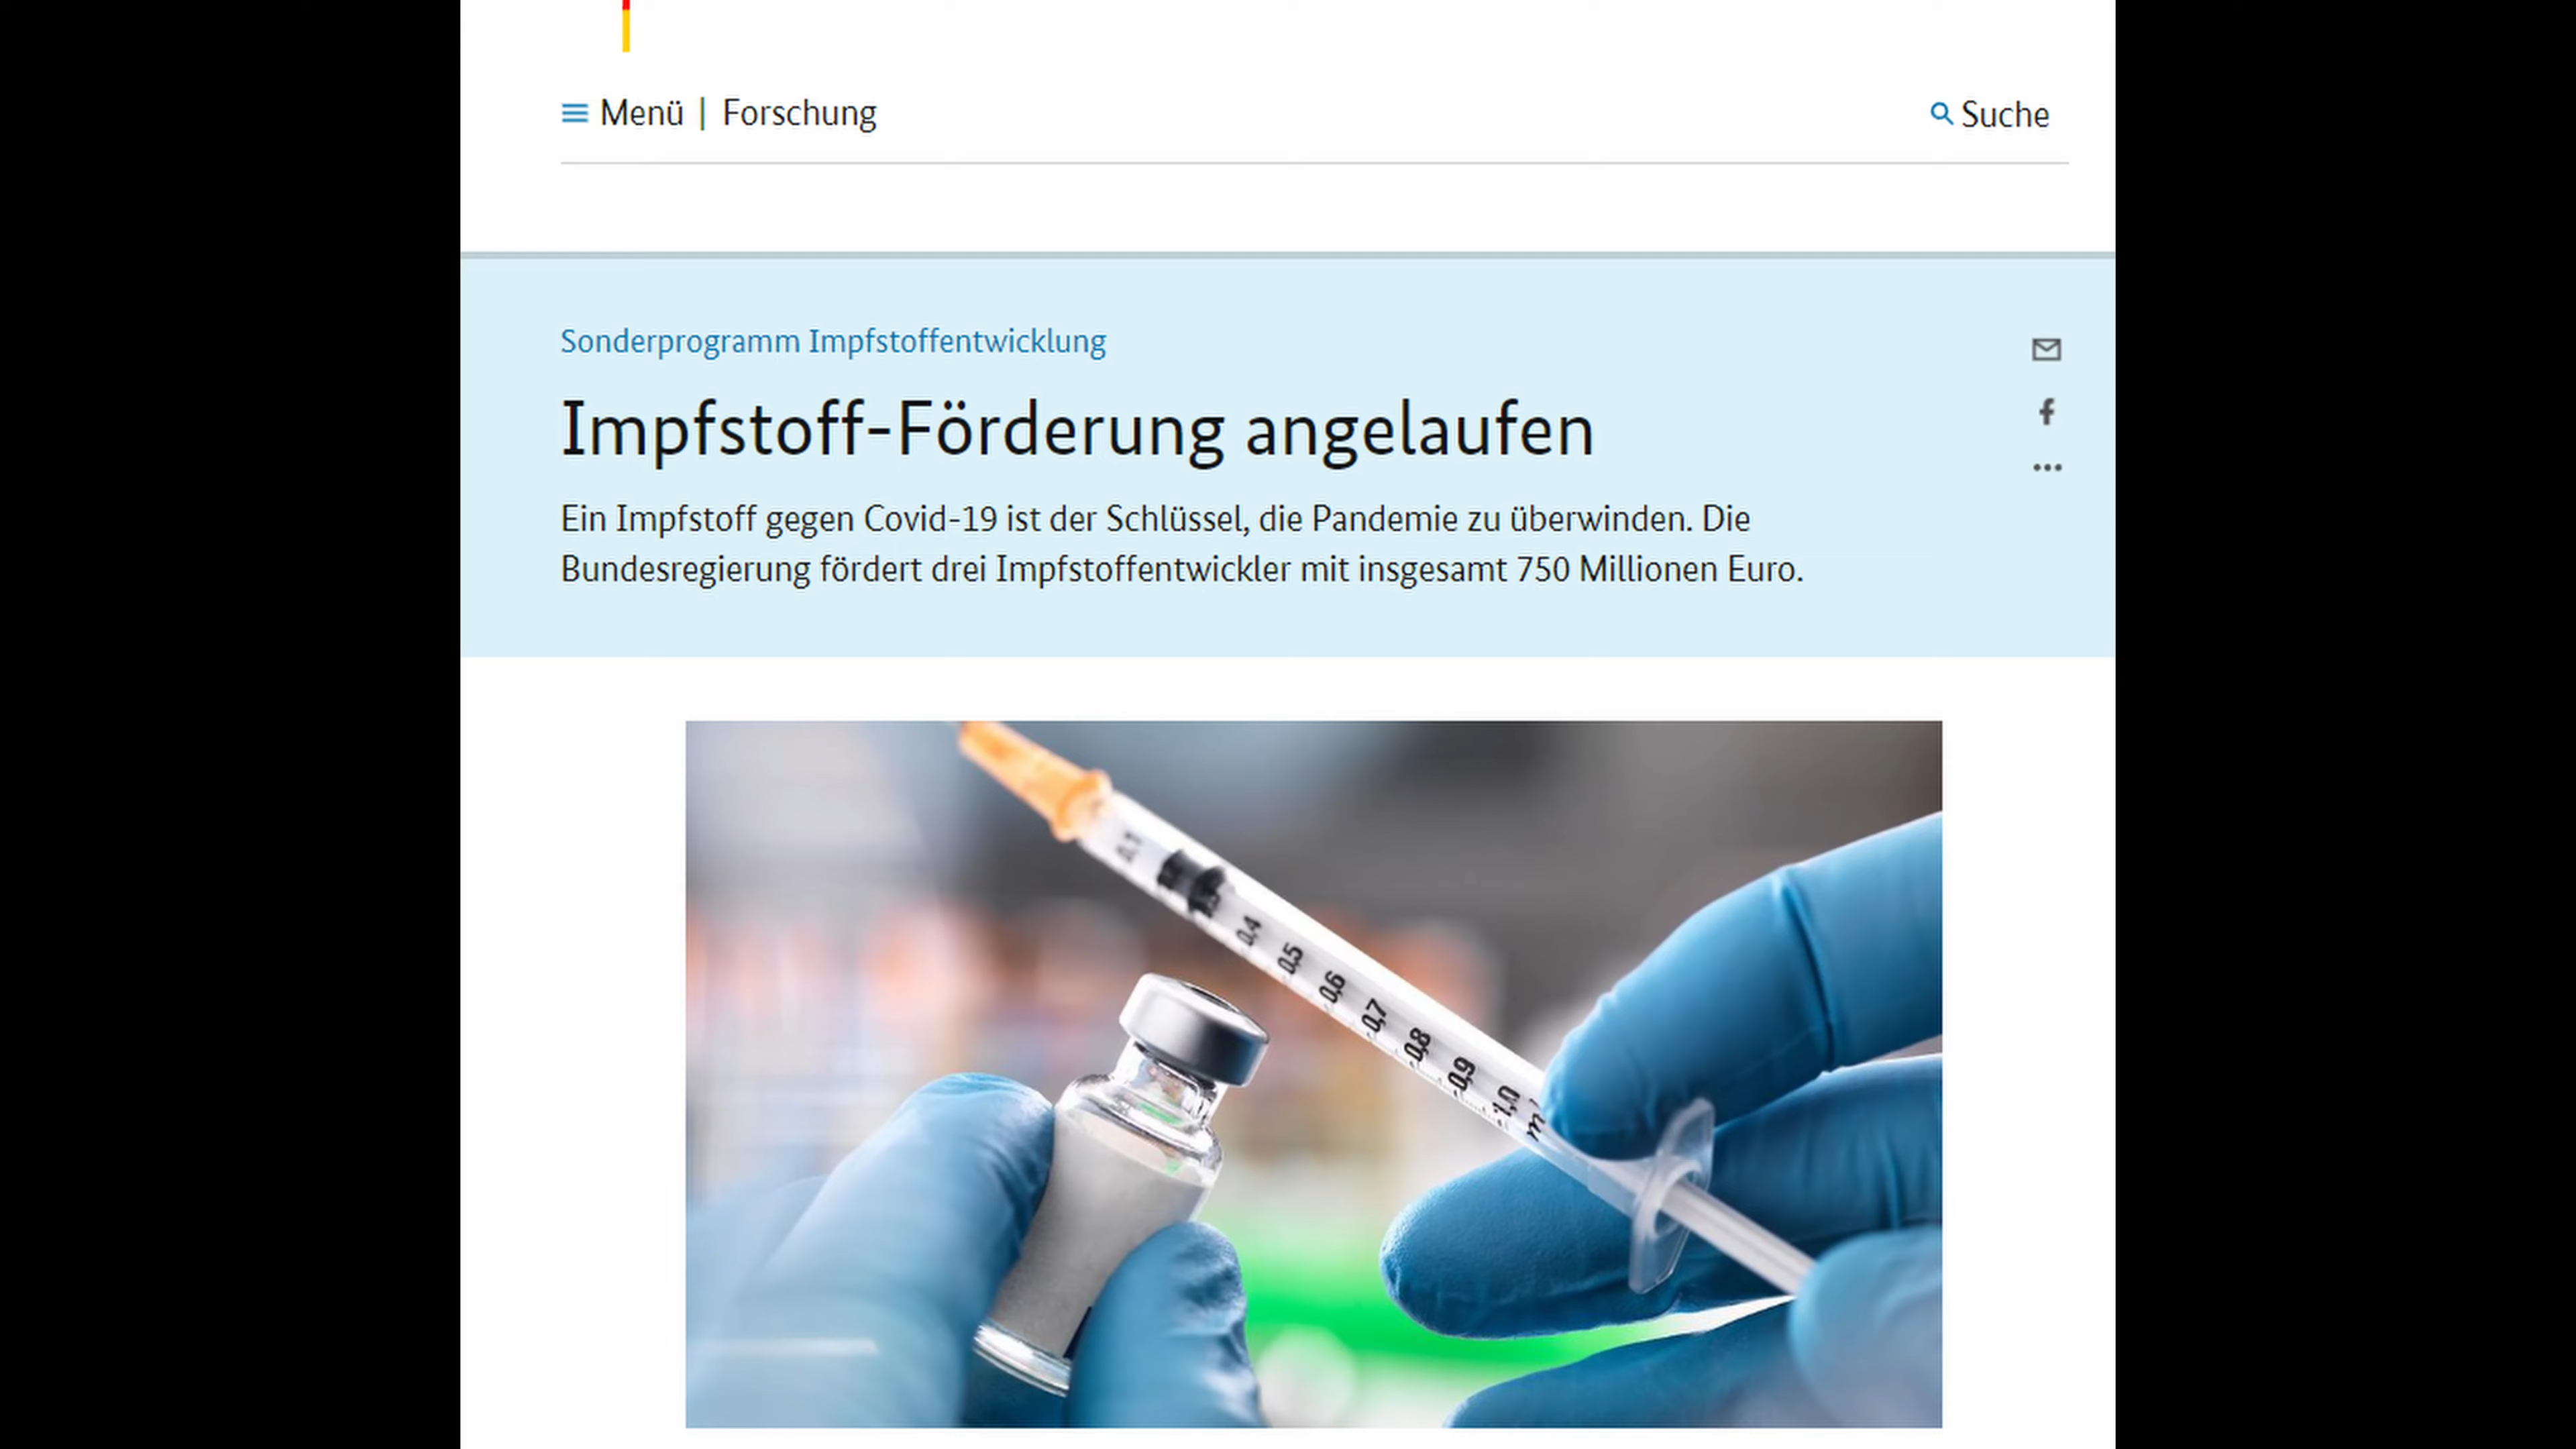 Menü | Forschung
Suche
Sonderprogramm Impfstoffentwicklung
Impfstoff-Förderung angelaufen
Ein Impfstoff gegen Covid-19 ist der Schlüssel, die Pandemie zu überwinden. Die
Bundesregierung fördert drei Impfstoffentwickler mit insgesamt 750 Millionen Euro.
0,1
0,4
0,5
0,6
0,7
0,8
0,9
1,0